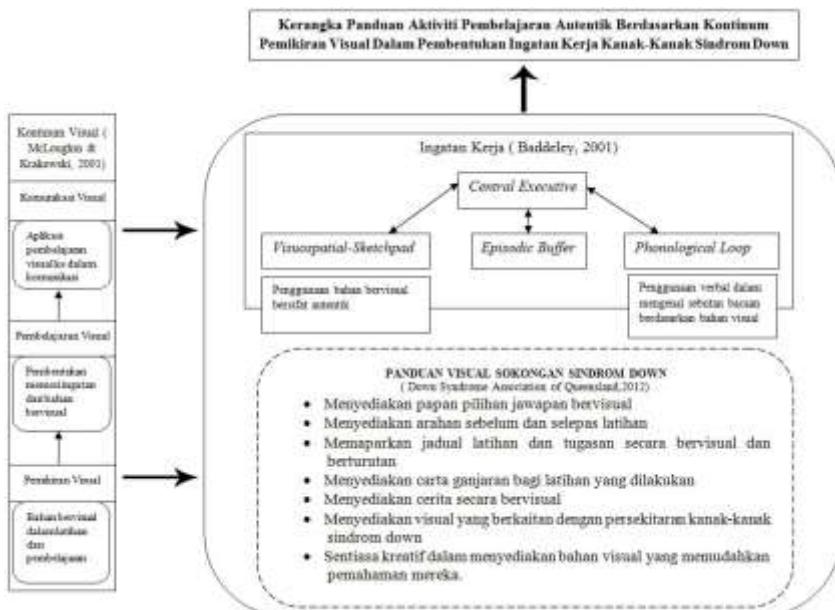 Kerangka Panduan Aktiviti Pembelajaran Autentik Berdasarkan Kontinum
Pemikiran Visual Dalam Pembentukan Ingatan Kerja Kanak-Kanak Sindrom Down
Kontinum Visual (
McLoughin &
Krakowski, 2001)
Komunikasi Visual
Aplikasi
pembelajaran
visual ke dalam
komunikasi
Pembelajaran Visual
Pembentukan
memori ingatan
dari bahan
bervisual
Pemikiran Visual
Bahan bervisual
dalam latihan
dan
pembelajaran
Ingatan Kerja ( Baddeley, 2001)
Central Executive
Visuospatial-Sketchpad
Episodic Buffer
Phonological Loop
Penggunaan bahan bervisual
bersifat autentik
Penggunaan verbal dalam
mengenai sebutan bacaan
berdasarkan bahan visual
PANDUAN VISUAL SOKONGAN SINDROM DOWN
( Down Syndrome Association of Queensland,2012)
• Menyediakan papan pilihan jawapan bervisual
• Menyediakan arahan sebelum dan selepas latihan
• Memaparkan jadual latihan dan tugasan secara bervisual dan
berturutan
• Menyediakan carta ganjaran bagi latihan yang dilakukan
• Menyediakan cerita secara bervisual
• Menyediakan visual yang berkaitan dengan persekitaran kanak-kanak
sindrom down
• Sentiasa kreatif dalam menyediakan bahan visual yang memudahkan
pemahaman mereka.